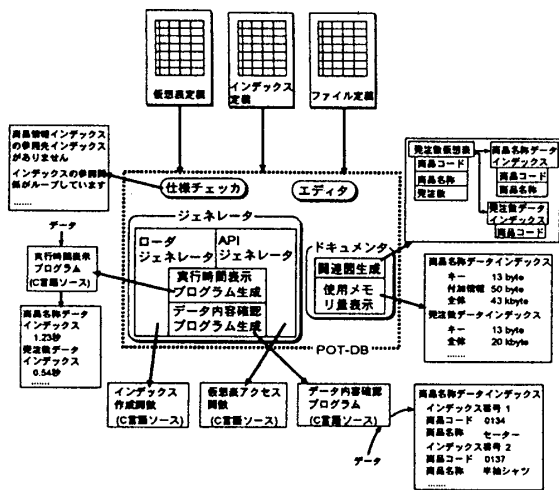 仮想表定義
インデックス
定義
ファイル定義
商品情報インデックス
の参照先インデックス
がありません
インデックスの参照関
係がループしています
......
仕様チェッカ
エディタ
発注数仮想表
商品コード
商品名称
発注数
商品名称データ
インデックス
商品コード
商品名称
発注数データ
インデックス
商品コード
ジェネレータ
ローダ
ジェネレータ
API
ジェネレータ
実行時間表示
プログラム生成
データ内容確認
プログラム生成
ドキュメンタ
関連図生成
使用メモ
リ量表示
POT-DB
データ
実行時間表示
プログラム
(C言語ソース)
商品名称データ
インデックス
1.23秒
発注数データ
インデックス
0.54秒
.......
商品名称データインデックス
キー 13 byte
付加情報 50 byte
全体 43 kbyte
発注数データインデックス
キー 13 byte
全体 20 kbyte
.......
インデックス
作成関数
(C言語ソース)
仮想表アクセス
関数
(C言語ソース)
データ内容確認
プログラム
(C言語ソース)
データ
商品名称データインデックス
インデックス番号 1
商品コード 0134
商品名称 セーター
インデックス番号 2
商品コード 0137
商品名称 半袖シャツ
.......